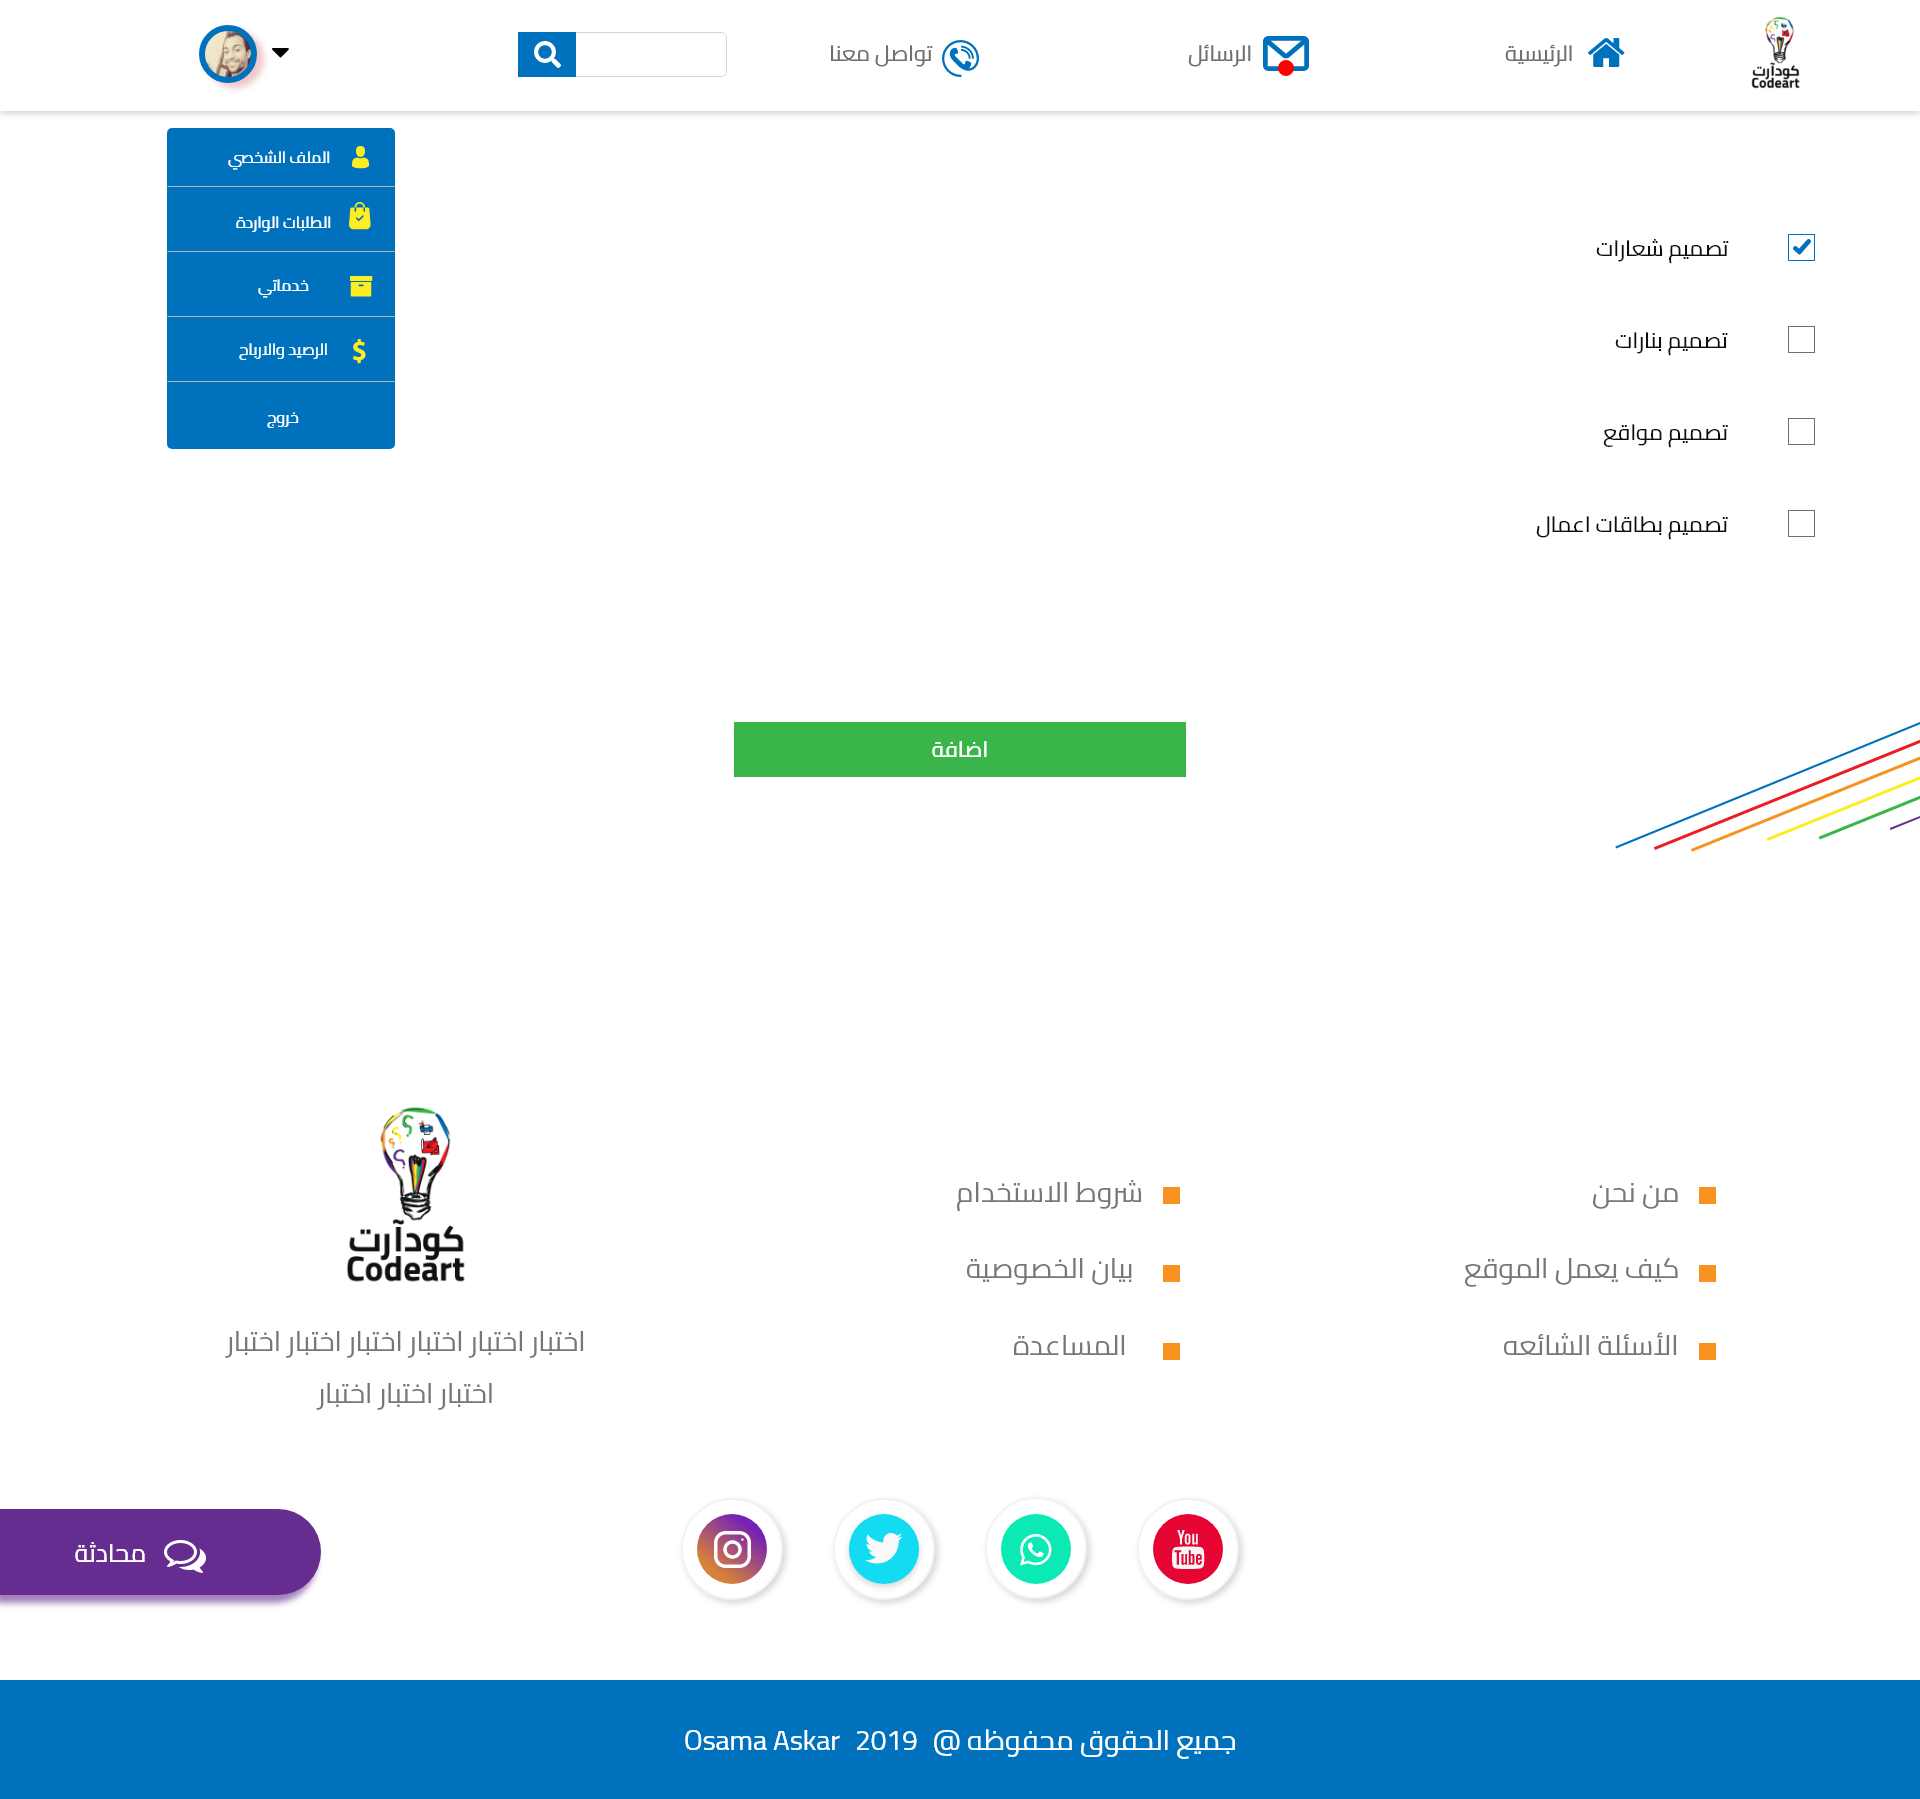 كودآرت
Codeart
الرئيسية
الرسائل
تواصل معنا
الملف الشخصي
الطلبات الواردة
خدماتي
الرصيد والارباح
خروج
تصميم شعارات
تصميم بنارات
تصميم مواقع
تصميم بطاقات اعمال
اضافة
من نحن
كيف يعمل الموقع
الأسئلة الشائعه
شروط الاستخدام
بيان الخصوصية
المساعدة
كودآرت
Codeart
اختبار اختبار اختبار اختبار اختبار اختبار
اختبار اختبار اختبار
You
Tube
محادثة
جميع الحقوق محفوظه @ 2019 Osama Askar